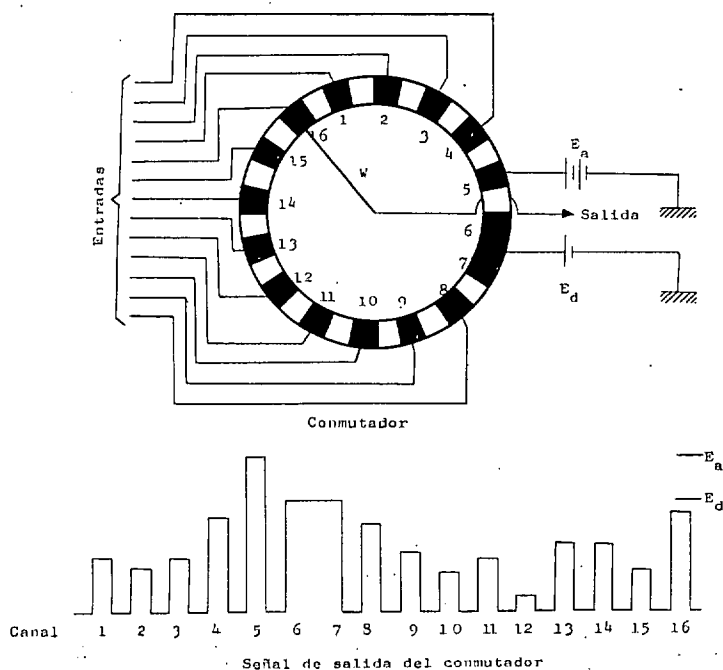 Entradas
1
2
3
4
5
6
7
8
9
10
11
12
13
14
15
16
W
E a
Salida
E d
Conmutador
E a
E d
Canal 1 2 3 4 5 6 7 8 9 10 11 12 13 14 15 16
Señal de salida del conmutador